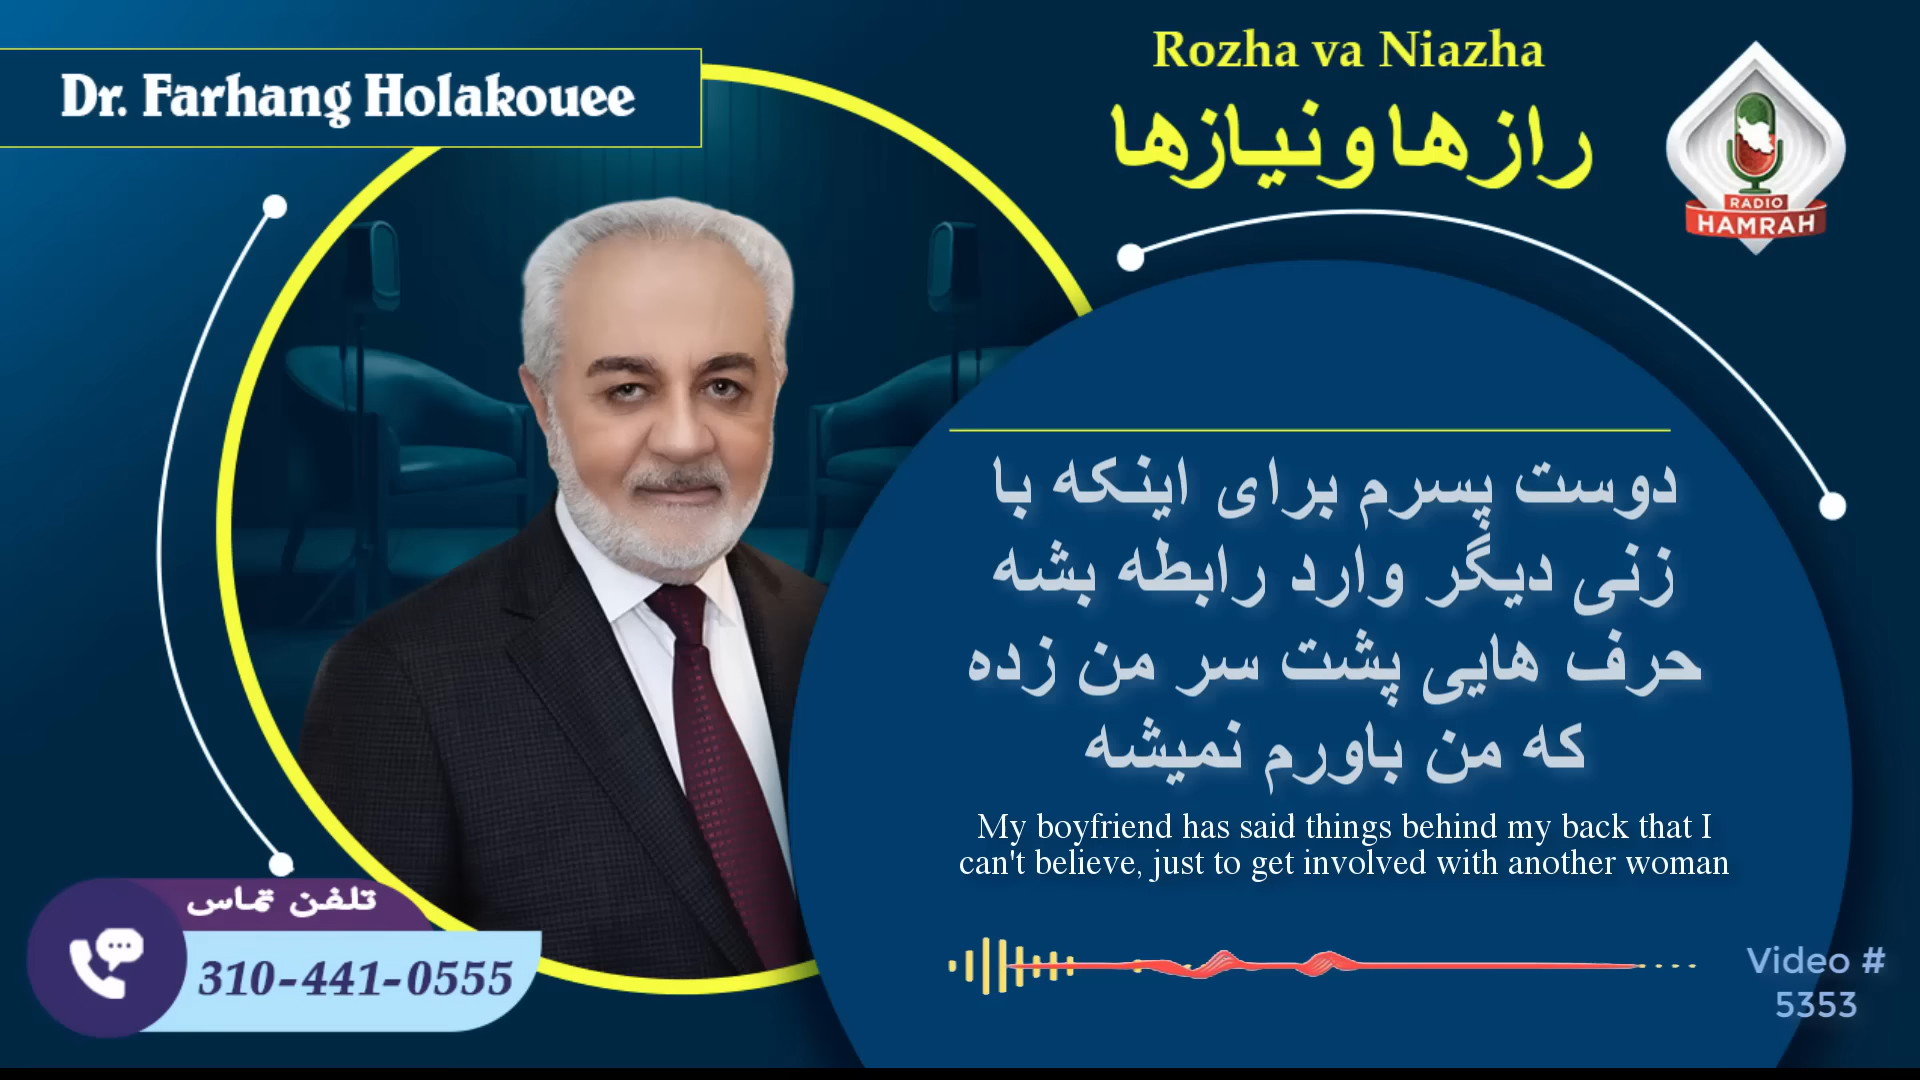 Dr. Farhang Holakouee
Rozha va Niazha
رازها و نیازها
RADIO
HAMRAH
دوست پسرم برای اینکه با
زنی دیگر وارد رابطه بشه
حرف هایی پشت سر من زده
که من باورم نمیشه
My boyfriend has said things behind my back that I
can't believe, just to get involved with another woman
تلفن تماس
310-441-0555
Video #
5353